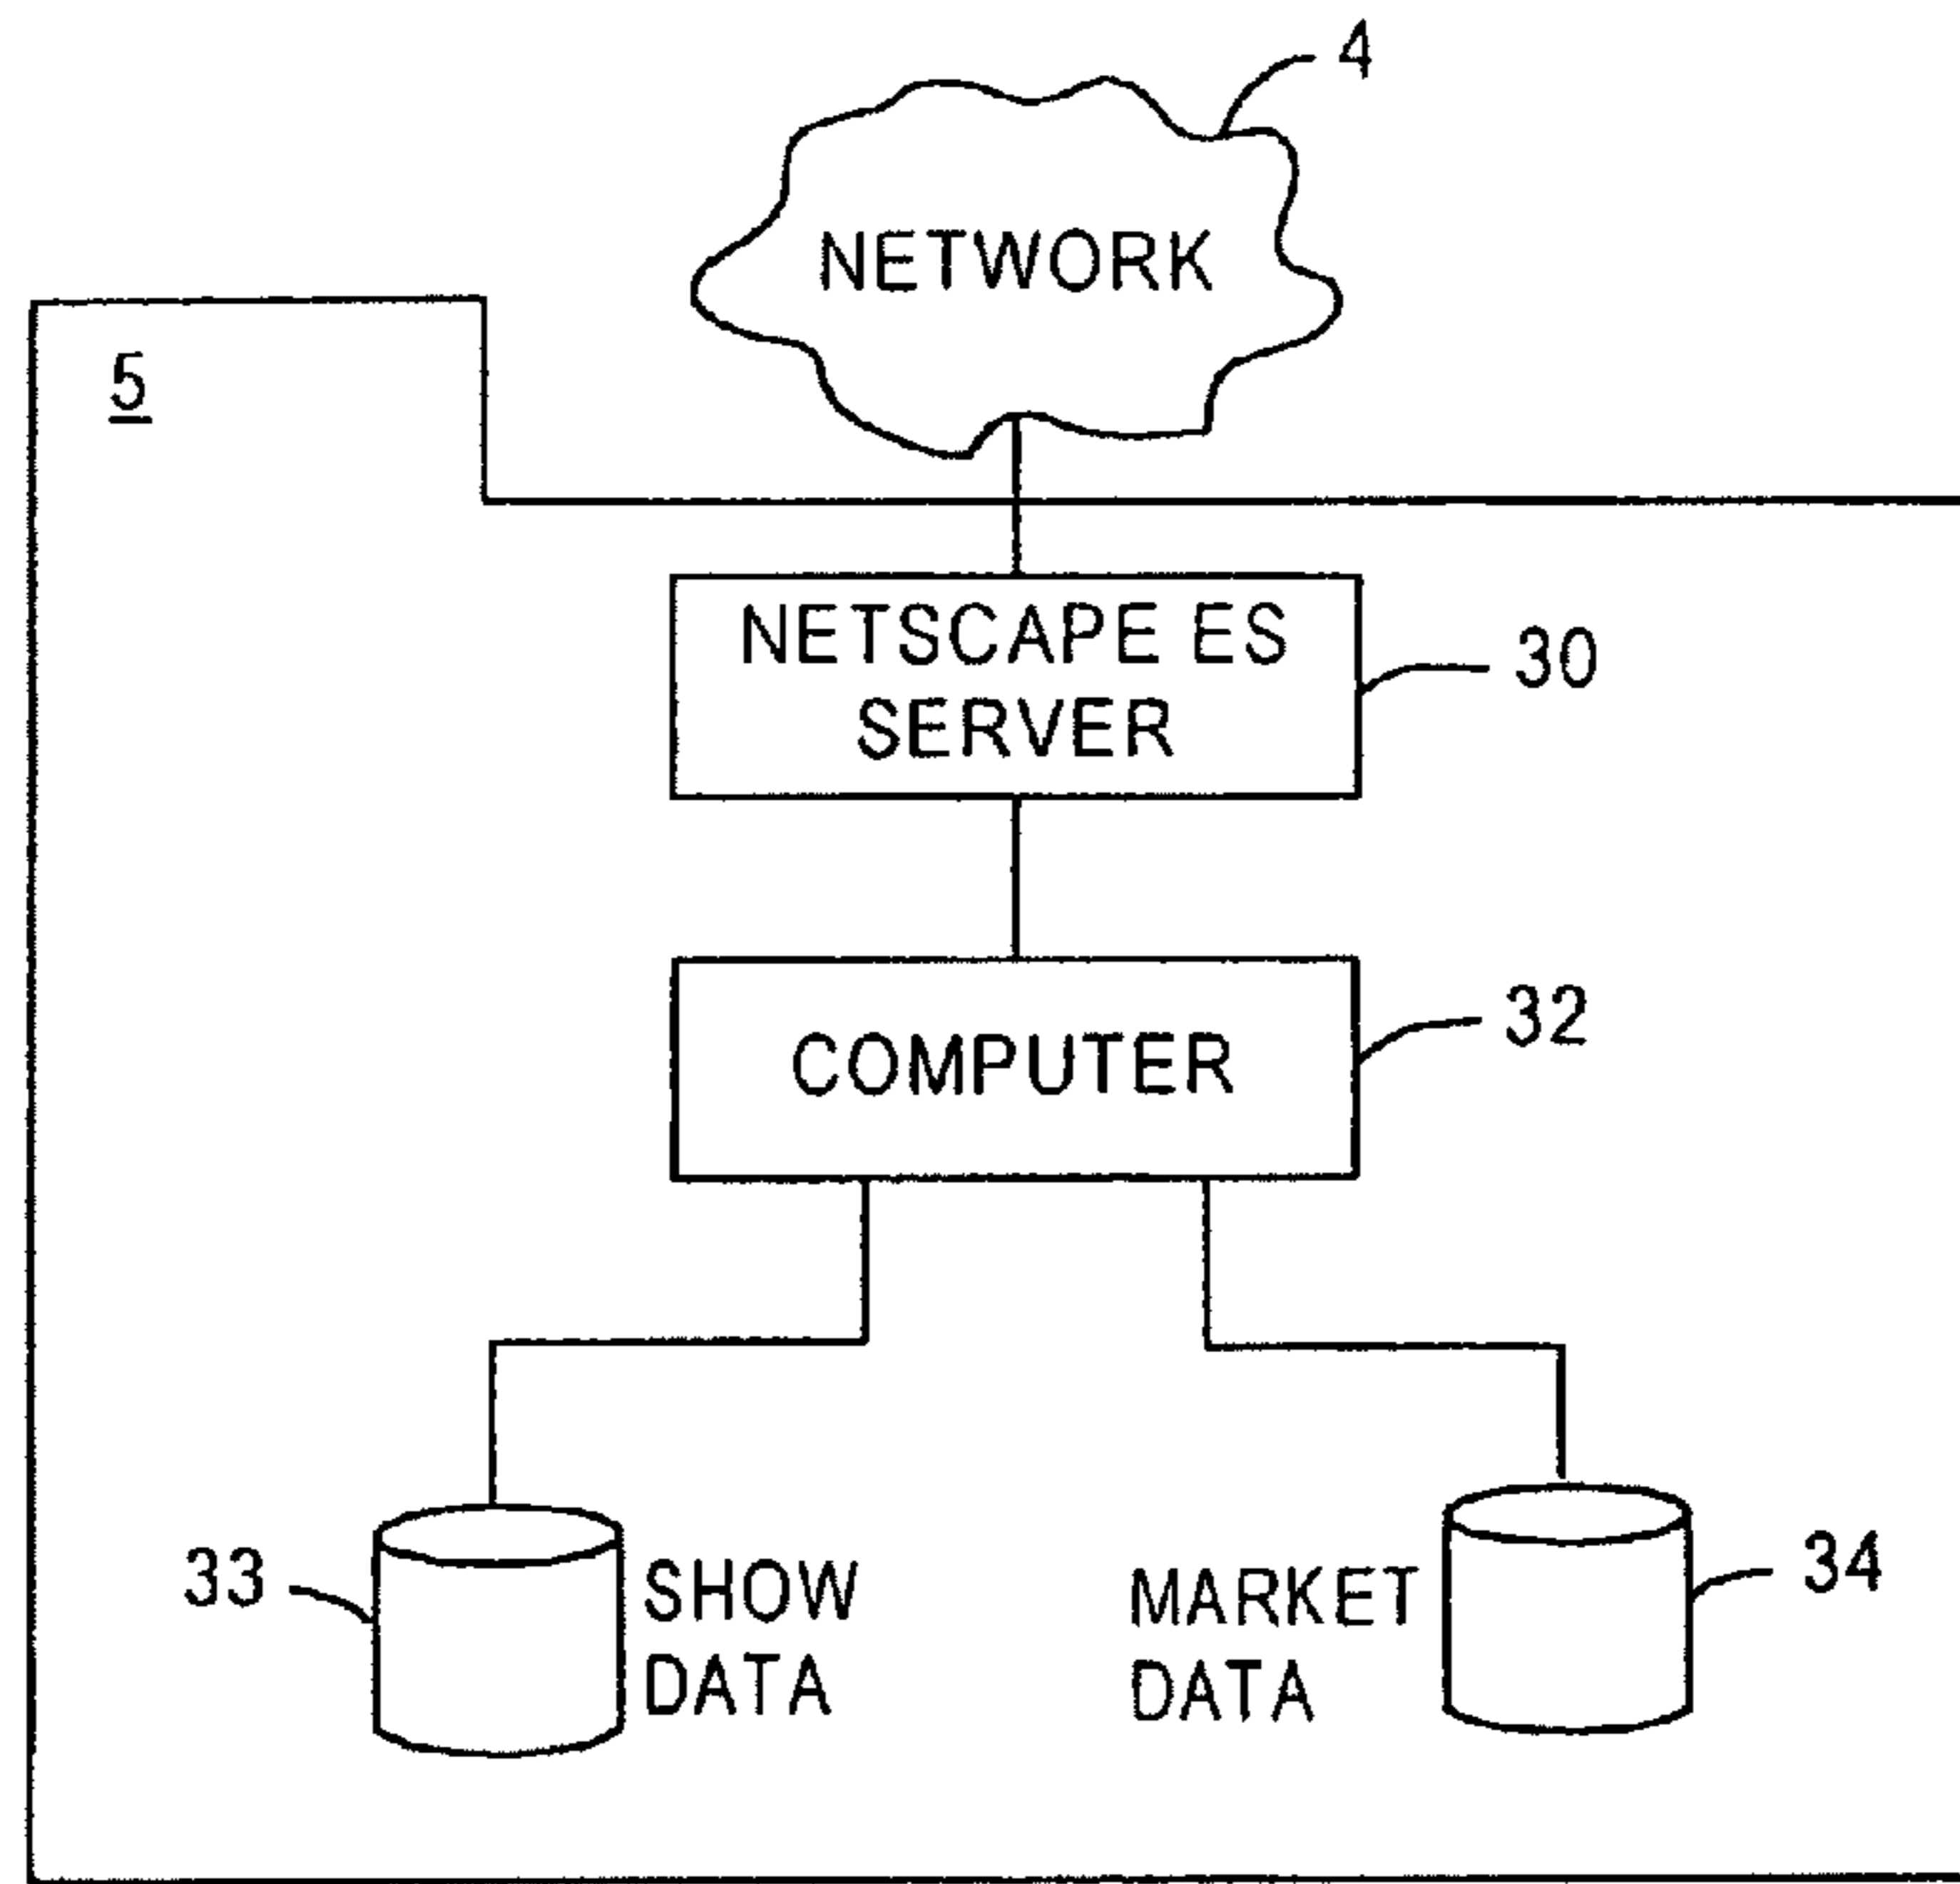 4
NETWORK
5
NETSCAPE ES
SERVER
30
COMPUTER
32
33
SHOW
DATA
MARKET
DATA
34